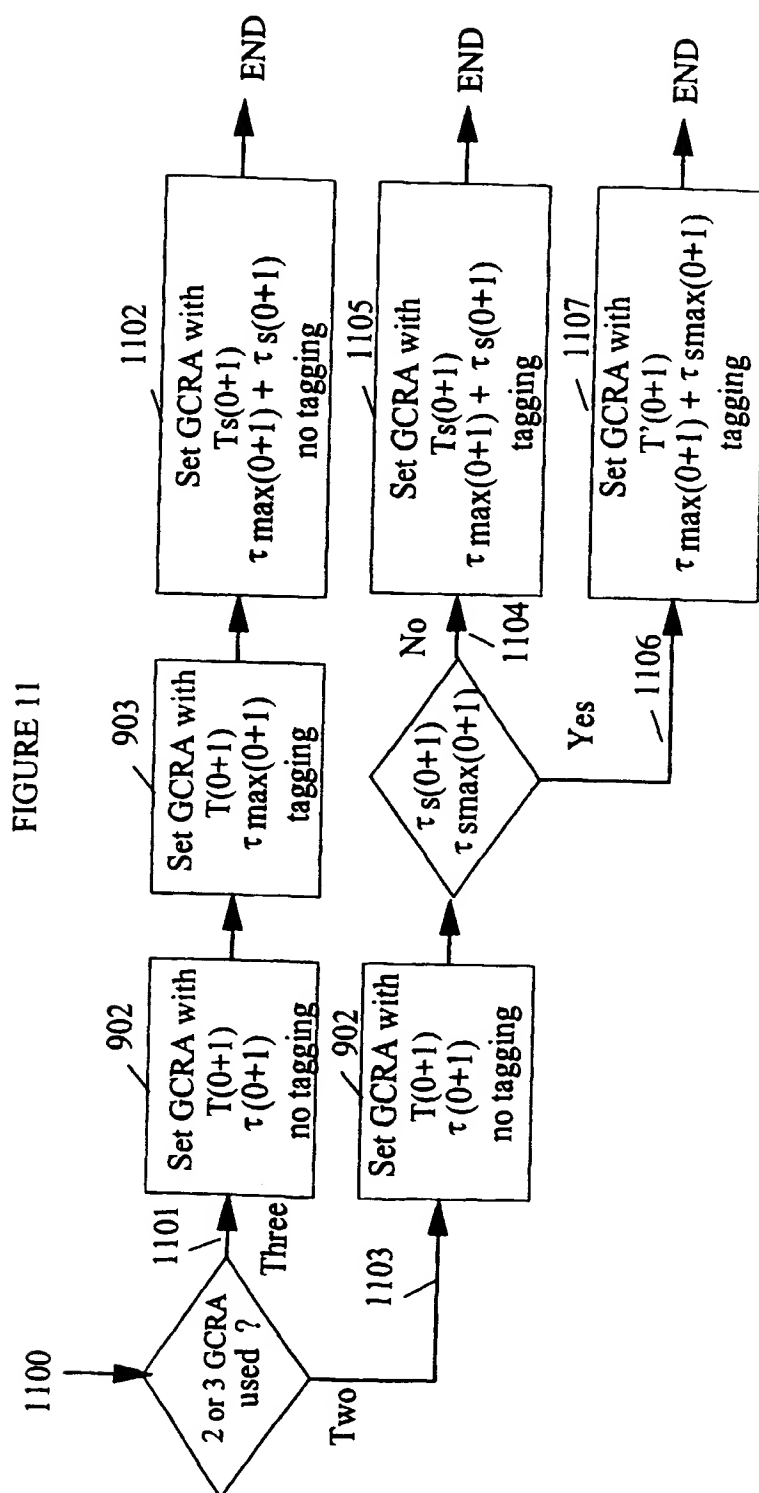 FIGURE 11
1100
2 or 3 GCRA
used ?
1101
Three
902
Set GCRA with
T(0+1)
τ (0+1)
no tagging
903
Set GCRA with
T(0+1)
τ max(0+1)
tagging
1102
Set GCRA with
Ts(0+1)
τ max(0+1) + τ s(0+1)
no tagging
END
Two
1103
902
Set GCRA with
T(0+1)
τ (0+1)
no tagging
τ s(0+1)
τ smax(0+1)
No
1104
1105
Set GCRA with
Ts(0+1)
τ max(0+1) + τ s(0+1)
tagging
END
Yes
1106
1107
Set GCRA with
T'(0+1)
τ max(0+1) + τ smax(0+1)
tagging
END